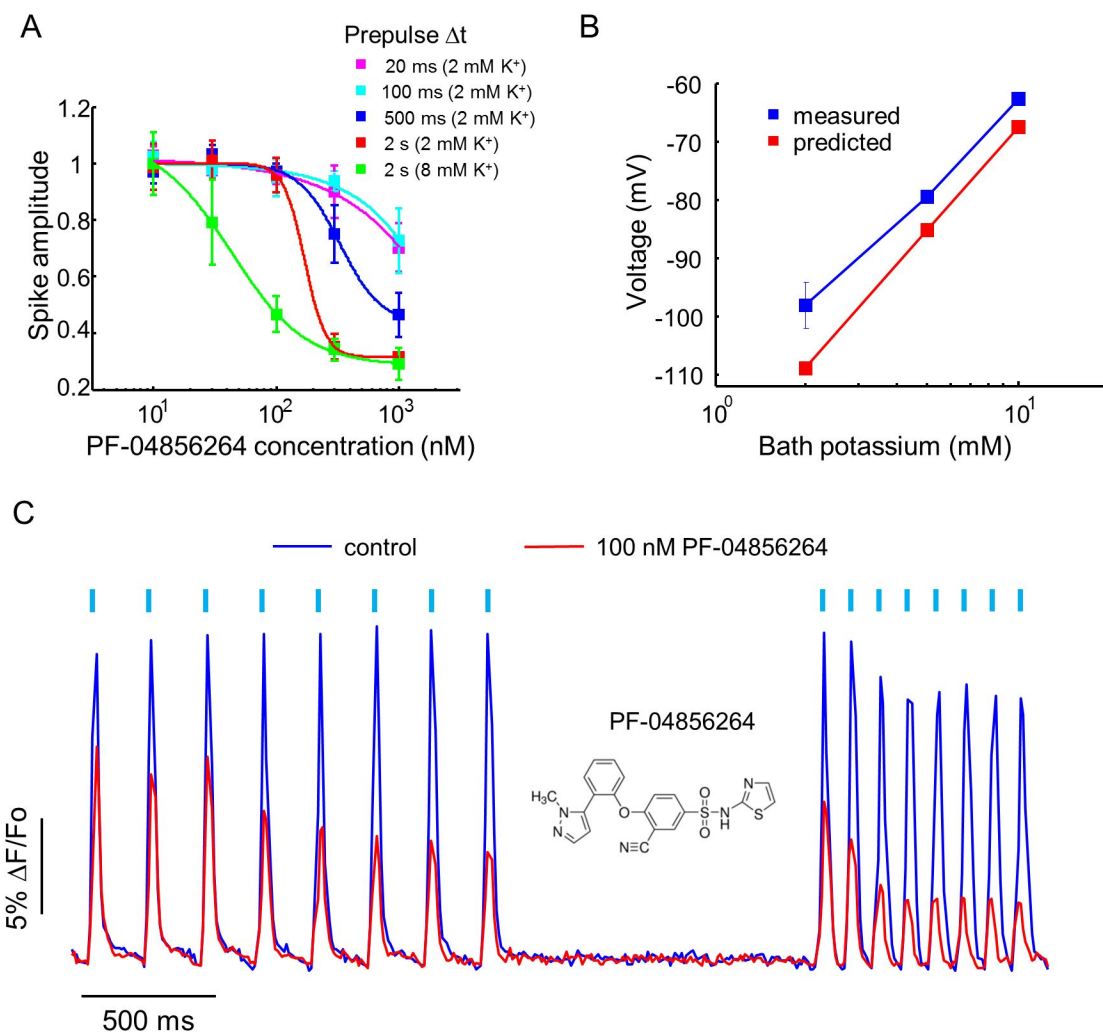 A
Prepulse Δt
20 ms (2 mM K⁺)
100 ms (2 mM K⁺)
500 ms (2 mM K⁺)
2 s (2 mM K⁺)
2 s (8 mM K⁺)
1.2
1.0
0.8
0.6
0.4
0.2
Spike amplitude
10¹
10²
10³
PF-04856264 concentration (nM)
B
measured
predicted
-60
-70
-80
-90
-100
-110
Voltage (mV)
10⁰
10¹
Bath potassium (mM)
C
control
100 nM PF-04856264
PF-04856264
H₃C
N
N
O
N≡C
O
S
O
NH
N
S
5% ΔF/Fo
500 ms